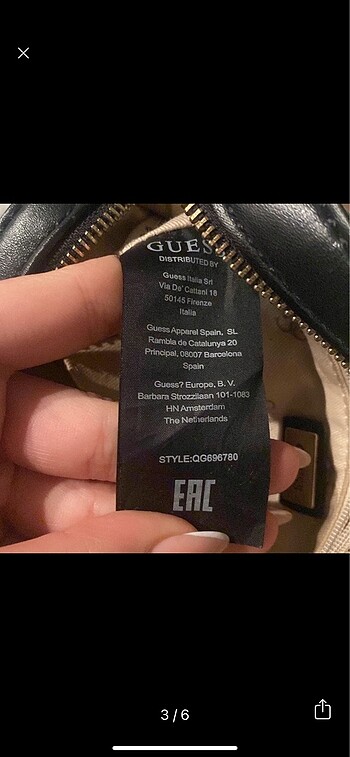 GUESS
DISTRIBUTED BY
Guess Italia Srl
Via De' Cattani 18
50145 Firenze
Italia
Guess Apparel Spain, SL
Rambla de Catalunya 20
Principal, 08007 Barcelona
Spain
Guess? Europe, B. V.
Barbara Strozzilaan 101-1083
HN Amsterdam
The Netherlands
STYLE:QG696780
EAC
3 / 6